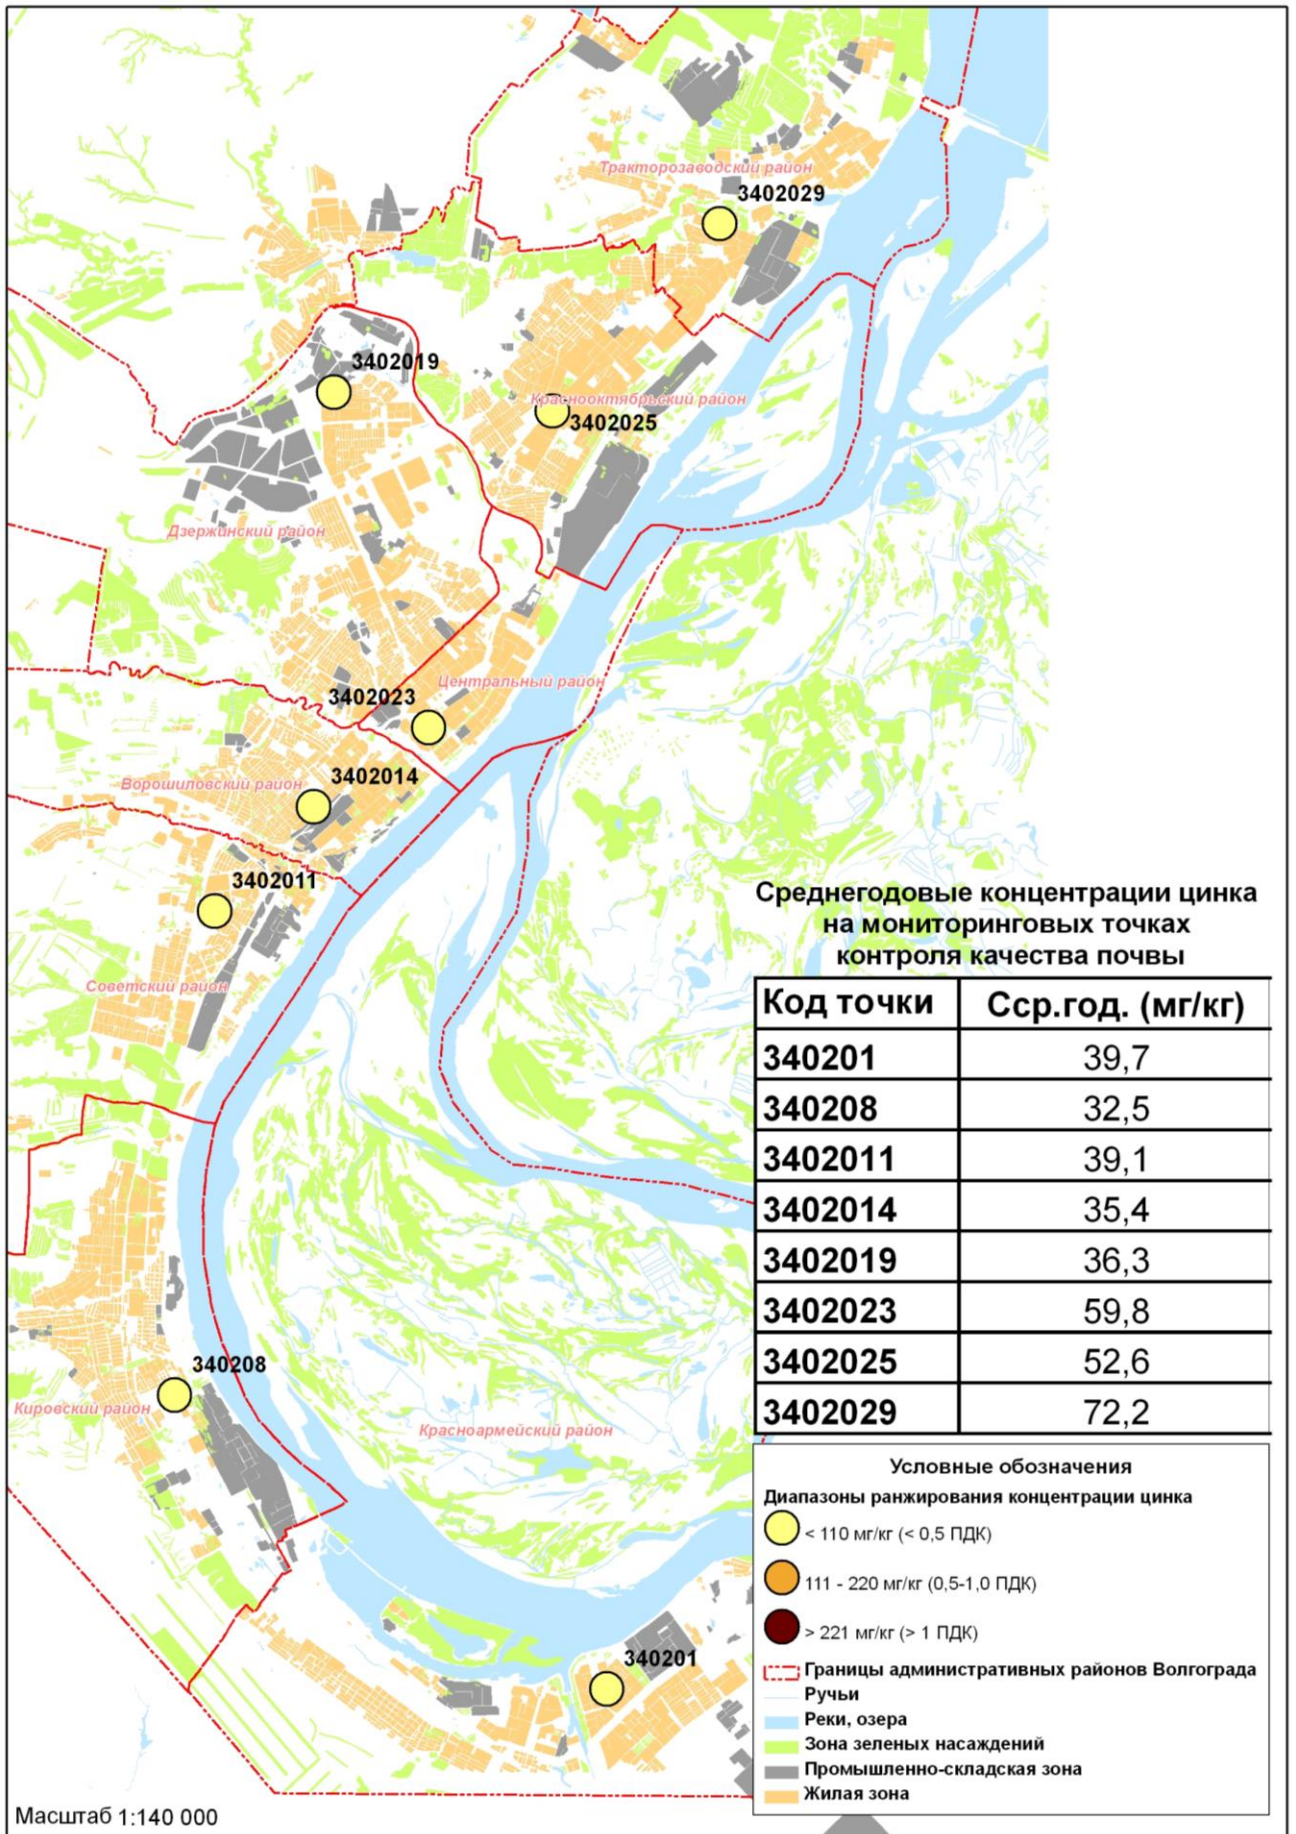 Тракторозаводский район
3402029
3402019
Краснооктябрьский район
3402025
Дзержинский район
Центральный район
3402023
Ворошиловский район
3402014
3402011
Советский район
340208
Кировский район
Красноармейский район
340201
Среднегодовые концентрации цинка
на мониторинговых точках
контроля качества почвы
Код точки Сср.год. (мг/кг)
340201 39,7
340208 32,5
3402011 39,1
3402014 35,4
3402019 36,3
3402023 59,8
3402025 52,6
3402029 72,2
Условные обозначения
Диапазоны ранжирования концентрации цинка
< 110 мг/кг (< 0,5 ПДК)
111 - 220 мг/кг (0,5-1,0 ПДК)
> 221 мг/кг (> 1 ПДК)
Границы административных районов Волгограда
Ручьи
Реки, озера
Зона зеленых насаждений
Промышленно-складская зона
Жилая зона
Масштаб 1:140 000